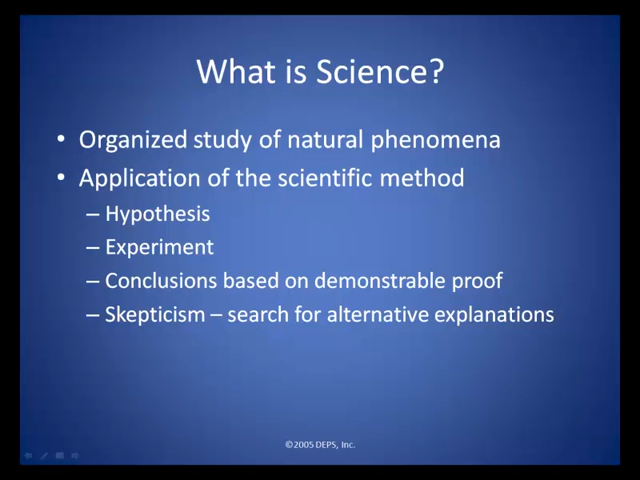 What is Science?
• Organized study of natural phenomena
• Application of the scientific method
– Hypothesis
– Experiment
– Conclusions based on demonstrable proof
– Skepticism – search for alternative explanations
©2005 DEPS, Inc.